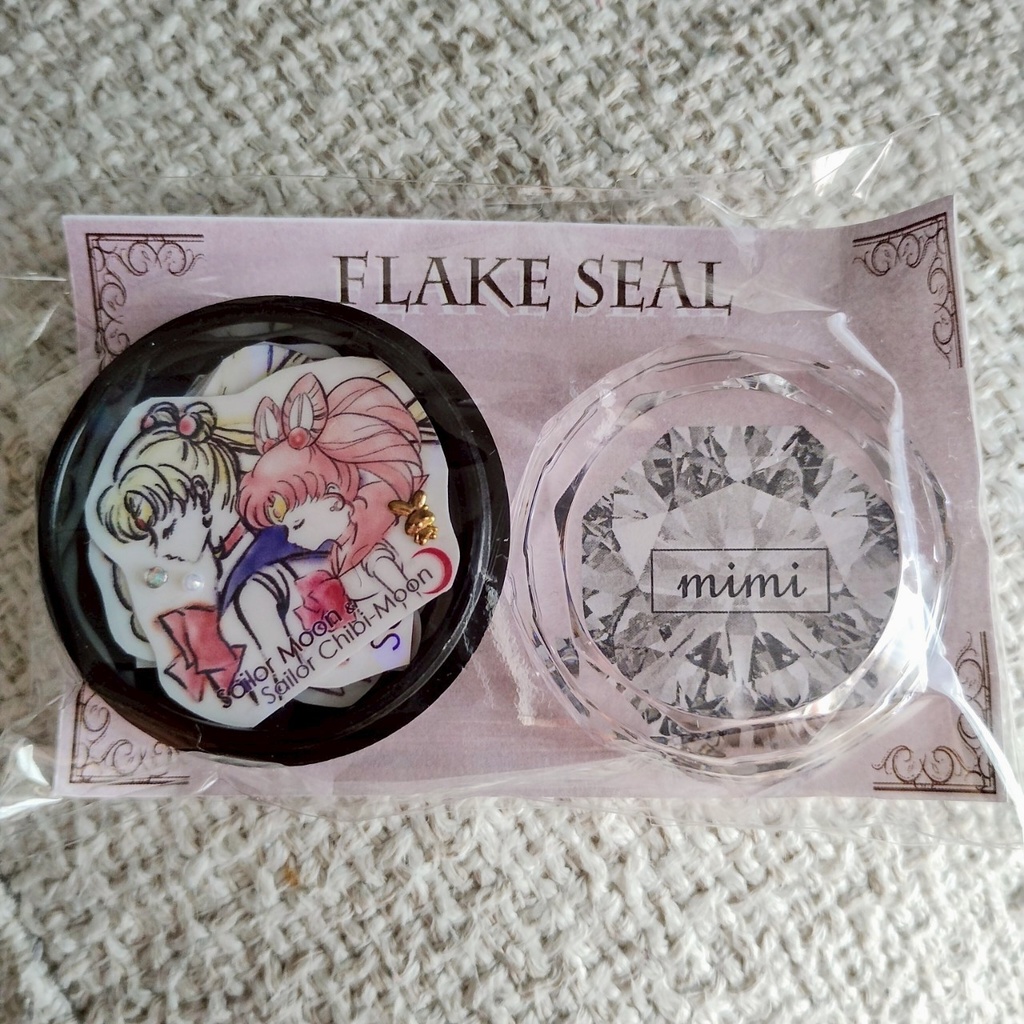 FLAKE SEAL
Sailor Moon &
Sailor Chibi-Moon
mimi